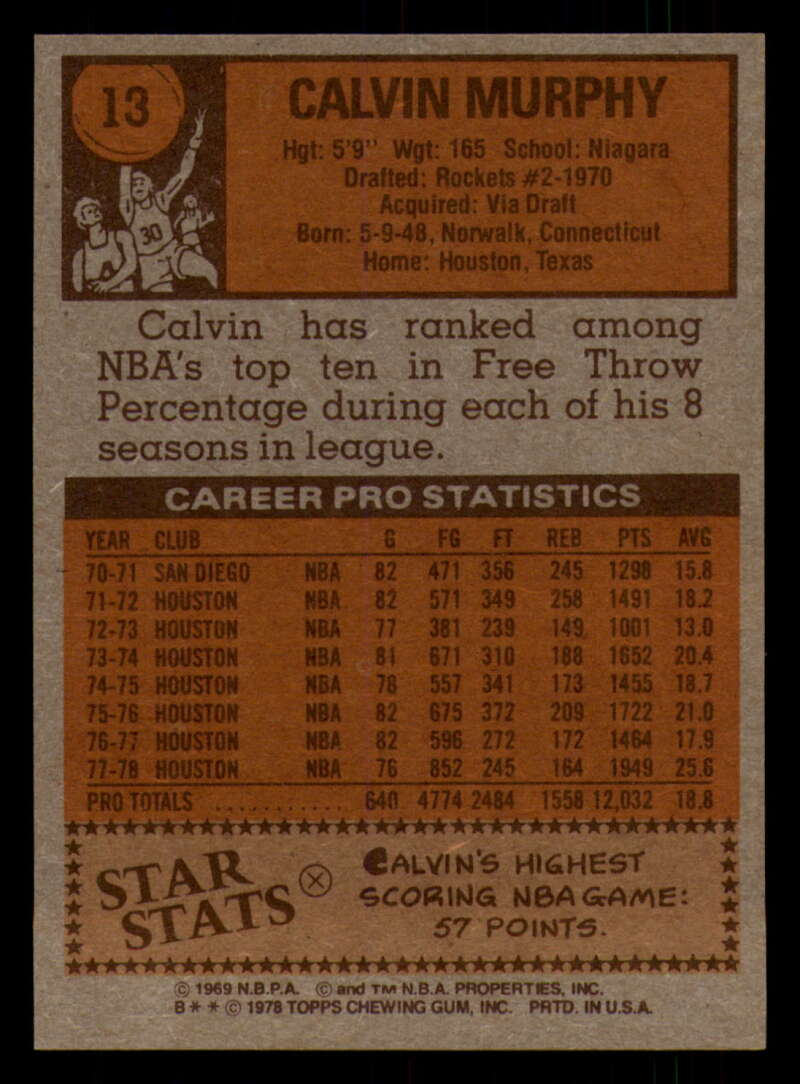 13
CALVIN MURPHY
Hgt: 5'9" Wgt: 165 School: Niagara
Drafted: Rockets #2-1970
Acquired: Via Draft
Born: 5-9-48, Norwalk, Connecticut
Home: Houston, Texas
30
Calvin has ranked among
NBA's top ten in Free Throw
Percentage during each of his 8
seasons in league.
CAREER PRO STATISTICS
YEAR CLUB G FG FT REB PTS AVG
70-71 SAN DIEGO NBA 82 471 356 245 1298 15.8
71-72 HOUSTON NBA 82 571 349 258 1491 18.2
72-73 HOUSTON NBA 77 381 239 149 1001 13.0
73-74 HOUSTON NBA 81 671 310 188 1652 20.4
74-75 HOUSTON NBA 78 557 341 173 1455 18.7
75-76 HOUSTON NBA 82 675 372 209 1722 21.0
76-77 HOUSTON NBA 82 596 272 172 1464 17.9
77-78 HOUSTON NBA 76 852 245 164 1949 25.6
PRO TOTALS ........... 640 4774 2484 1558 12,032 18.8
STAR
STATS
CALVIN'S HIGHEST
SCORING NBA GAME:
57 POINTS.
© 1969 N.B.P.A. © and TM N.B.A. PROPERTIES, INC.
B * * © 1978 TOPPS CHEWING GUM, INC. PRTD. IN U.S.A.